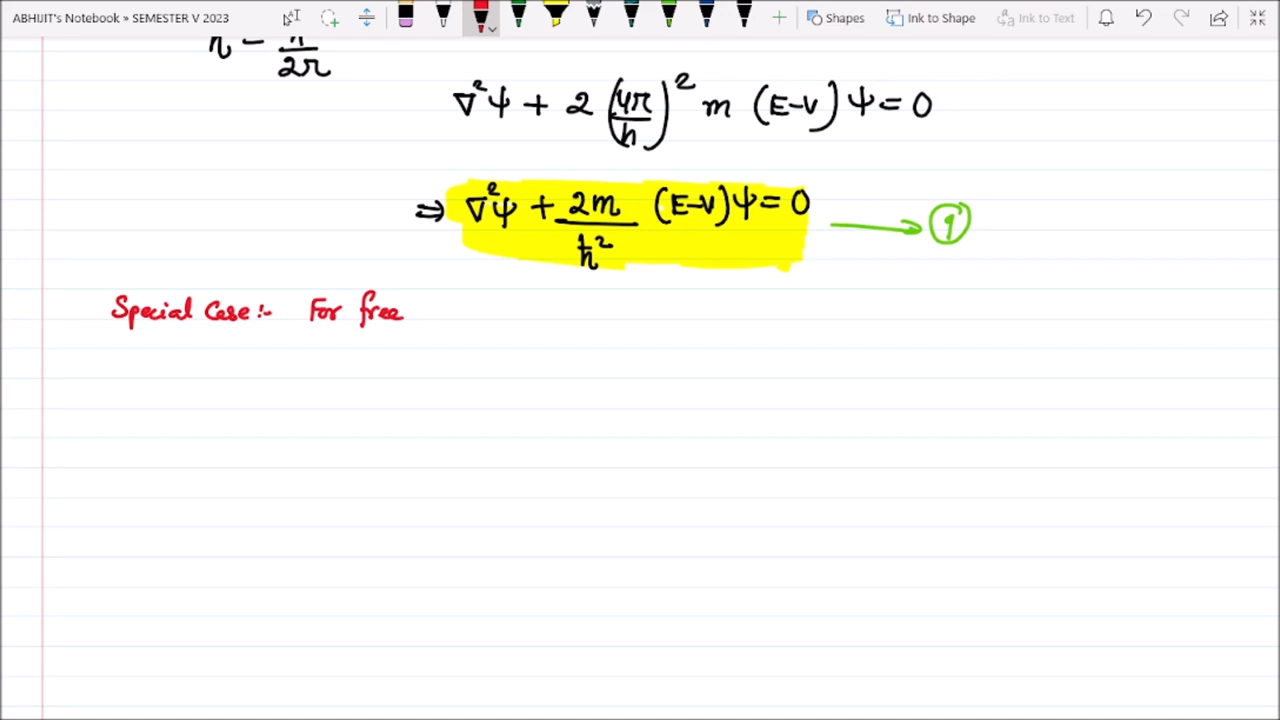 ABHIJIT's Notebook » SEMESTER V 2023 Shapes Ink to Shape Ink to Text
ħ = h/2π
∇²ψ + 2 (4π/h)² m (E-V) ψ = 0
⇒ ∇²ψ + 2m/ħ² (E-V) ψ = 0 → 9
Special Case:- For free